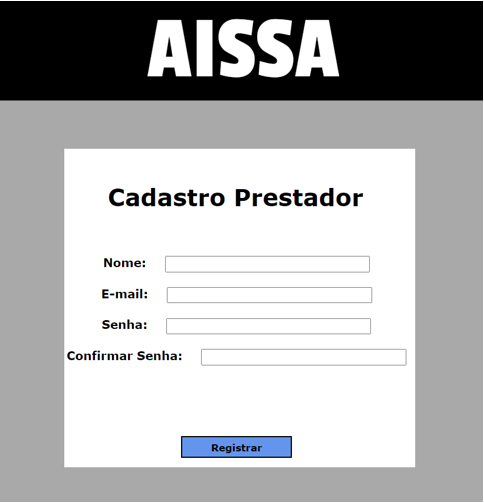 AISSA
Cadastro Prestador
Nome:
E-mail:
Senha:
Confirmar Senha:
Registrar